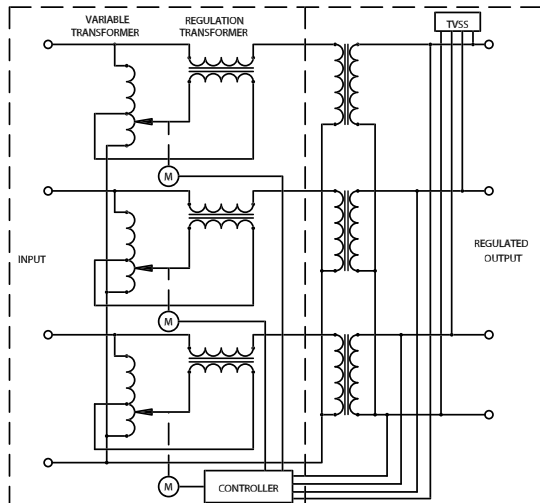 VARIABLE
TRANSFORMER
REGULATION
TRANSFORMER
TVSS
M
INPUT
REGULATED
OUTPUT
M
M
CONTROLLER